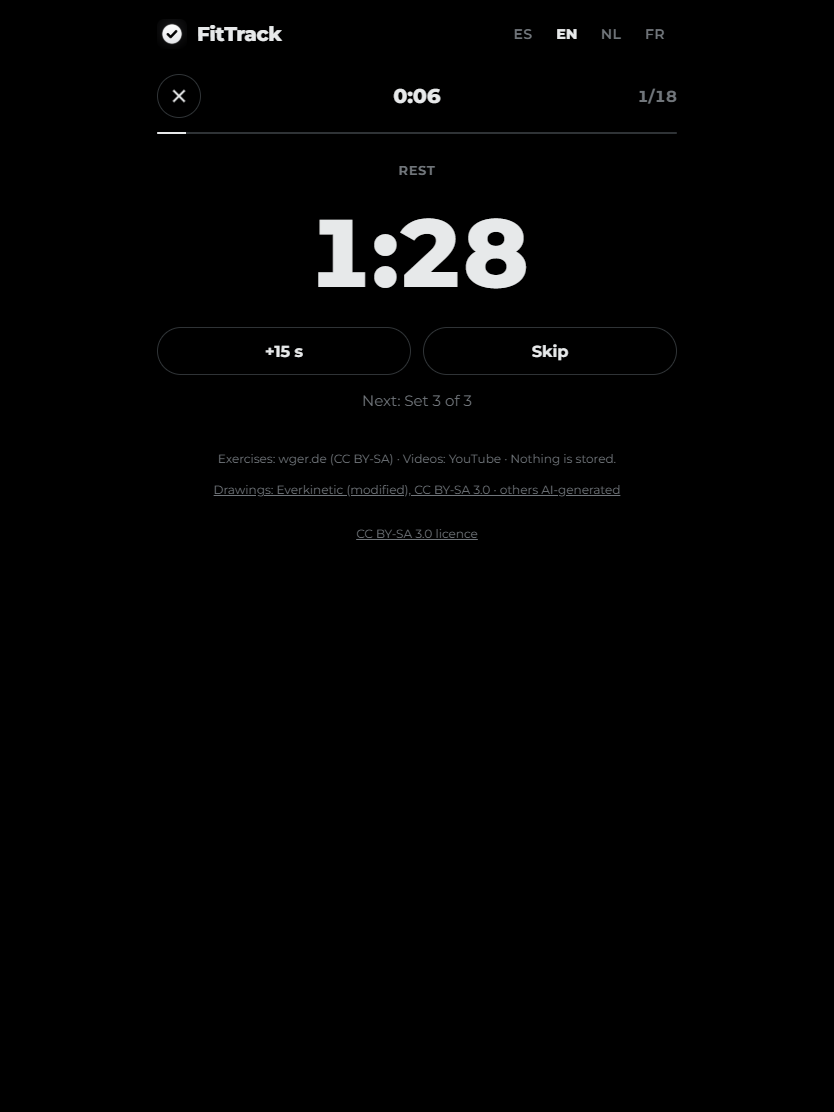 FitTrack
ES EN NL FR
0:06
1/18
REST
1:28
+15 s
Skip
Next: Set 3 of 3
Exercises: wger.de (CC BY-SA) · Videos: YouTube · Nothing is stored.
Drawings: Everkinetic (modified), CC BY-SA 3.0 · others AI-generated
CC BY-SA 3.0 licence